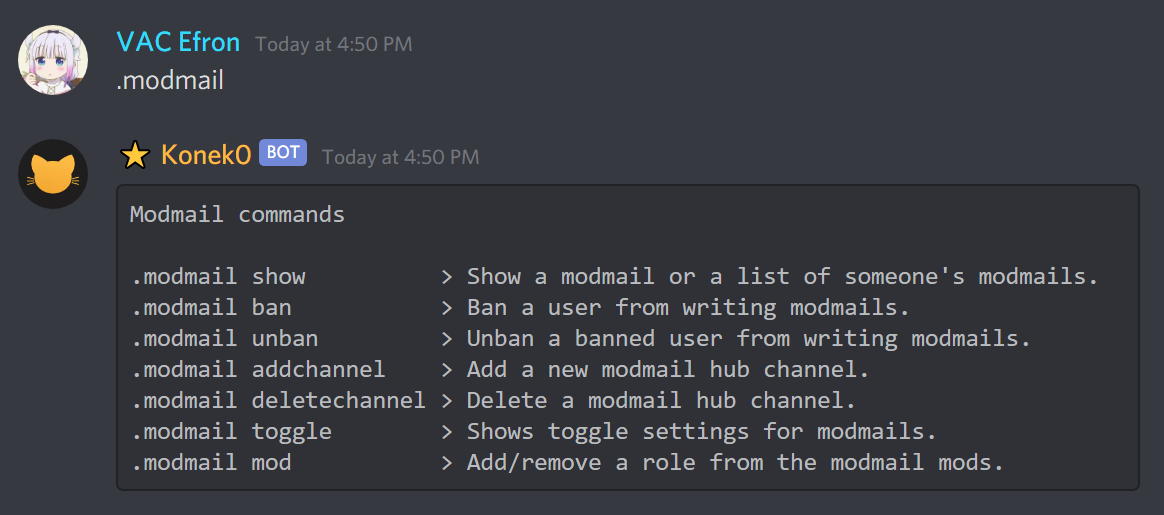 VAC Efron Today at 4:50 PM
.modmail
Konek0 BOT Today at 4:50 PM
Modmail commands
.modmail show > Show a modmail or a list of someone's modmails.
.modmail ban > Ban a user from writing modmails.
.modmail unban > Unban a banned user from writing modmails.
.modmail addchannel > Add a new modmail hub channel.
.modmail deletechannel > Delete a modmail hub channel.
.modmail toggle > Shows toggle settings for modmails.
.modmail mod > Add/remove a role from the modmail mods.